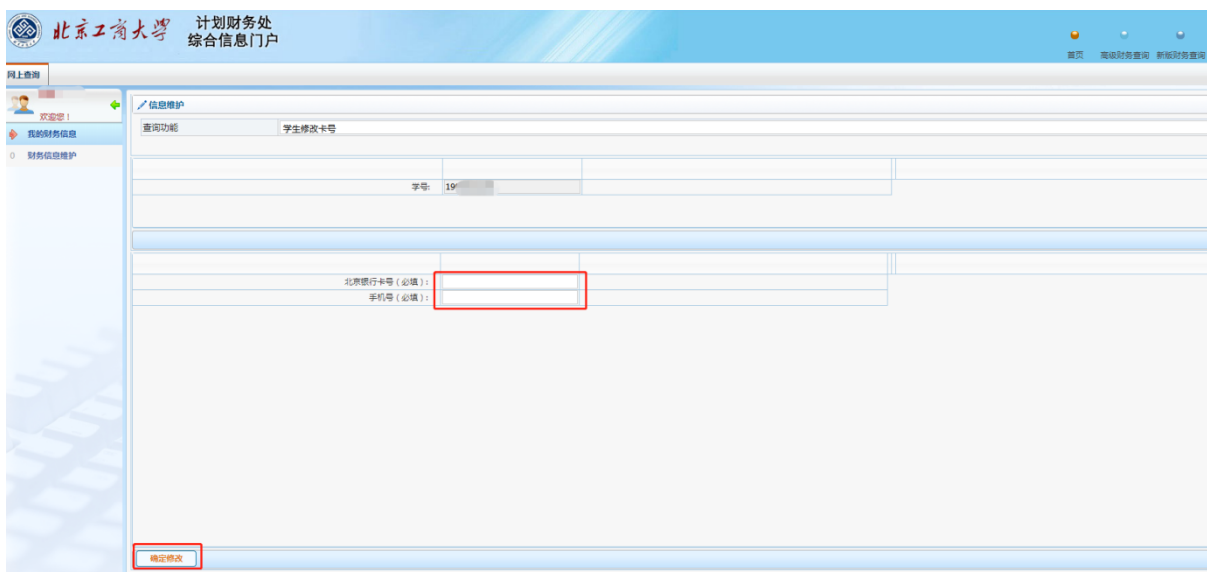 北京工商大学 计划财务处
综合信息门户
首页 高级财务查询 新版财务查询
网上查询
欢迎您！
我的财务信息
财务信息维护
信息维护
查询功能 学生修改卡号
学号: 19
北京银行卡号（必填）:
手机号（必填）:
确定修改